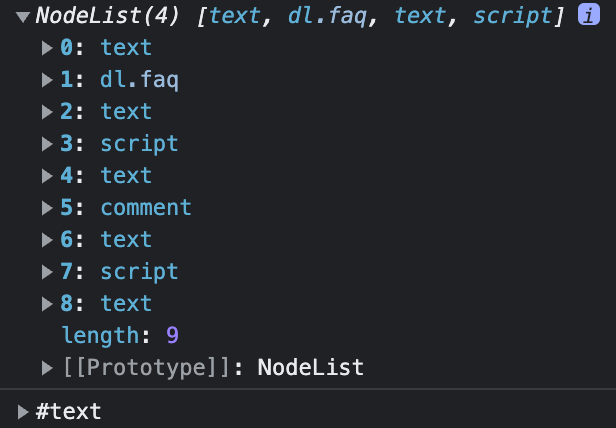 NodeList(4) [text, dl.faq, text, script] i
0: text
1: dl.faq
2: text
3: script
4: text
5: comment
6: text
7: script
8: text
length: 9
[[Prototype]]: NodeList
#text